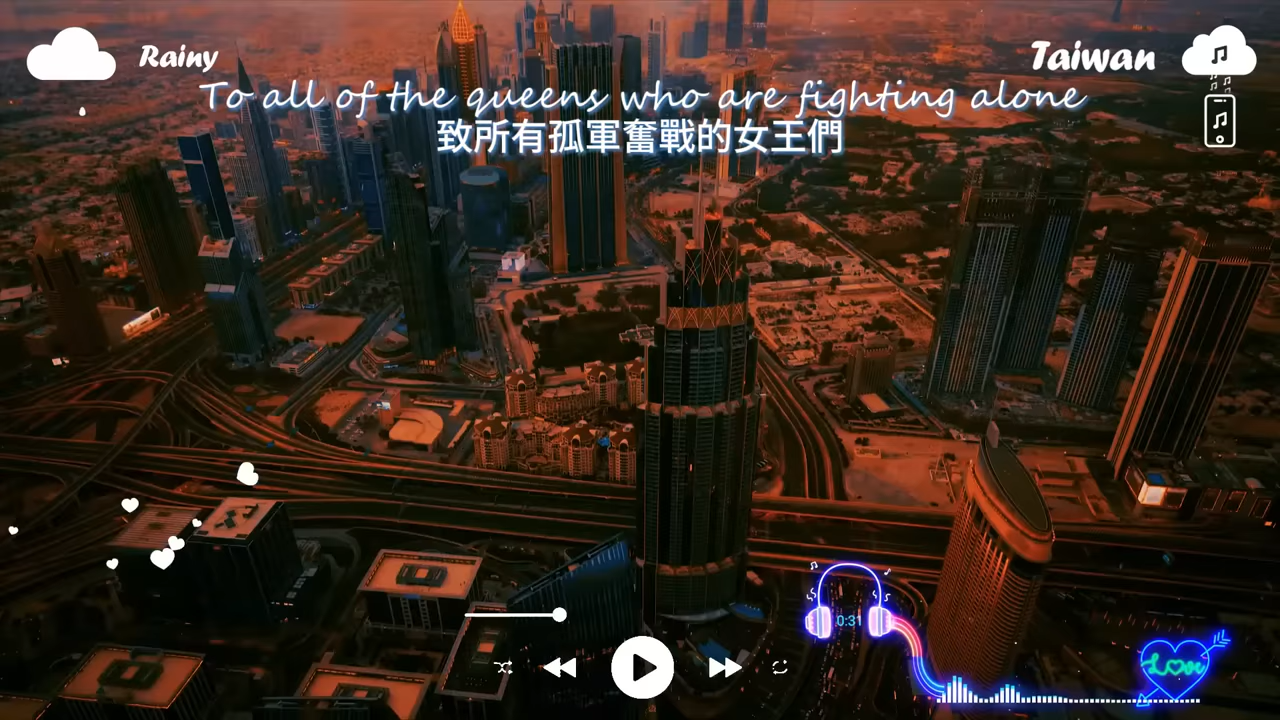 Rainy
Taiwan
To all of the queens who are fighting alone
致所有孤軍奮戰的女王們
0:31
Love